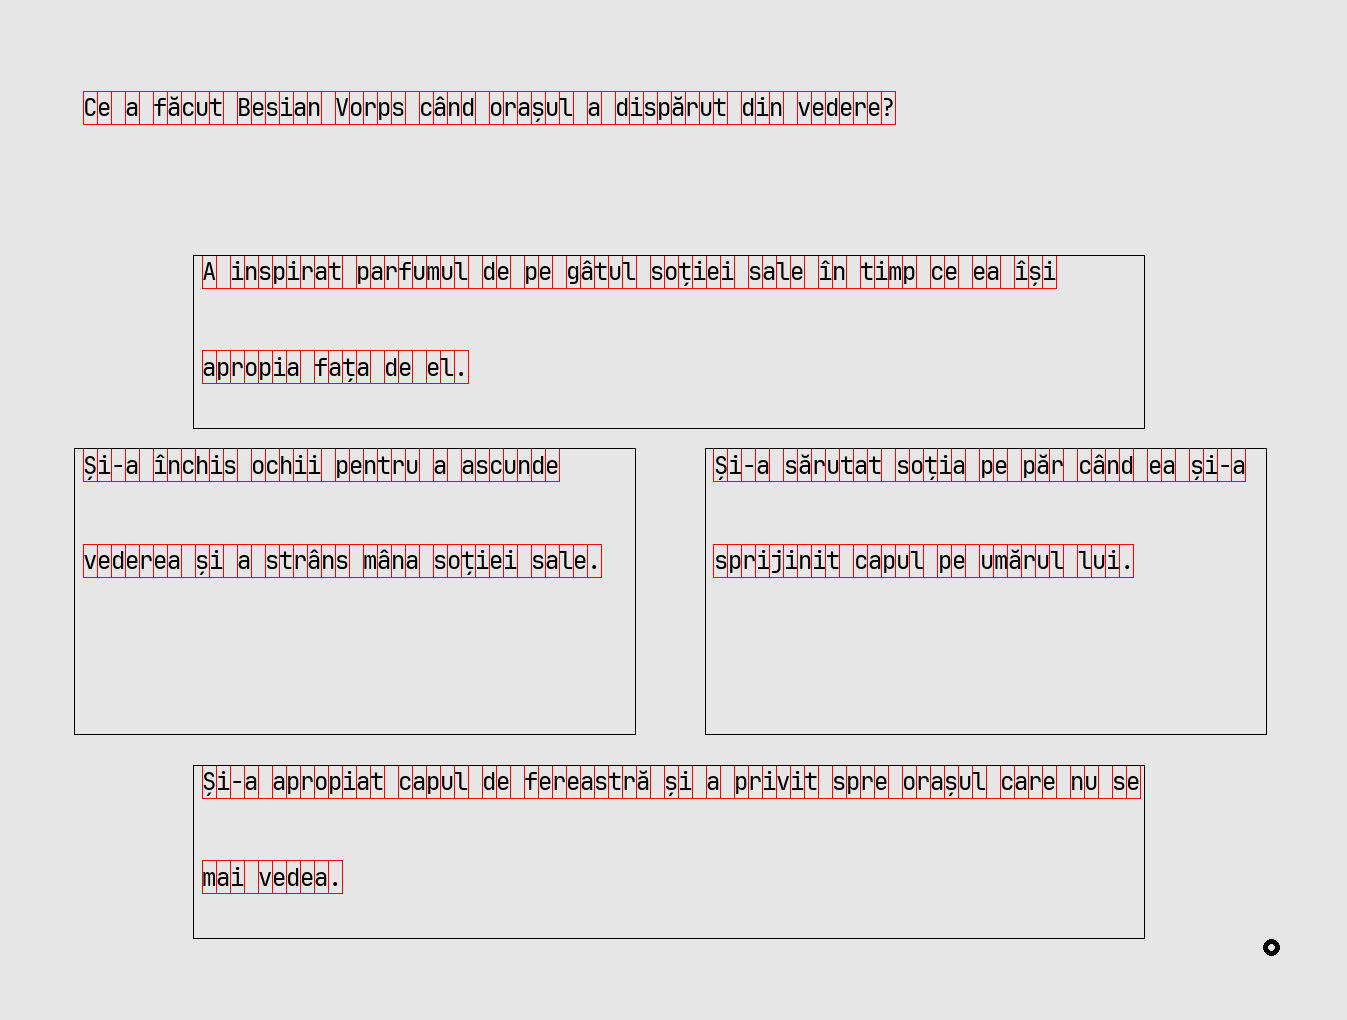 Ce a făcut Besian Vorps când orașul a dispărut din vedere?
A inspirat parfumul de pe gâtul soției sale în timp ce ea își
apropia fața de el.
Și-a închis ochii pentru a ascunde
vederea și a strâns mâna soției sale.
Și-a sărutat soția pe păr când ea și-a
sprijinit capul pe umărul lui.
Și-a apropiat capul de fereastră și a privit spre orașul care nu se
mai vedea.